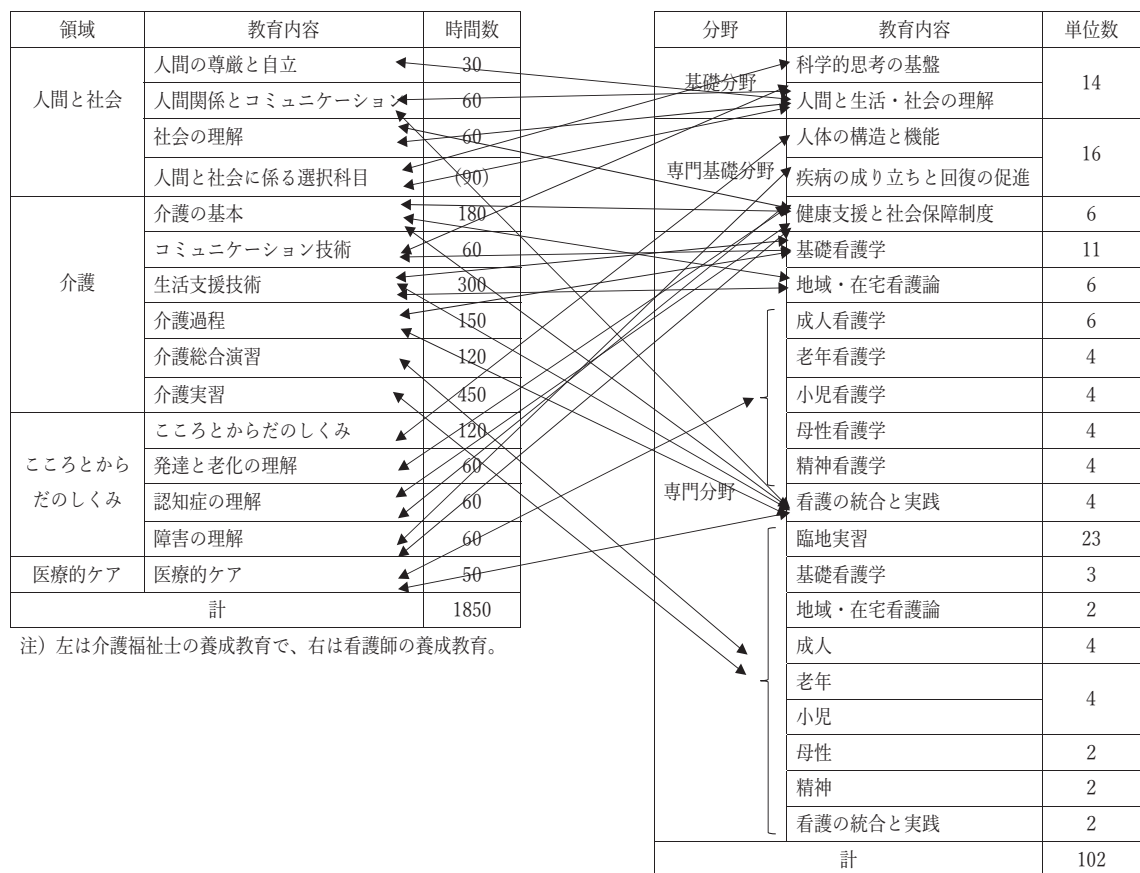 領域 教育内容 時間数
人間と社会
人間の尊厳と自立 30
人間関係とコミュニケーション 60
社会の理解 60
人間と社会に係る選択科目 (90)
介護
介護の基本 180
コミュニケーション技術 60
生活支援技術 300
介護過程 150
介護総合演習 120
介護実習 450
こころとから
だのしくみ
こころとからだのしくみ 120
発達と老化の理解 60
認知症の理解 60
障害の理解 60
医療的ケア 医療的ケア 50
計 1850
注）左は介護福祉士の養成教育で、右は看護師の養成教育。
分野 教育内容 単位数
基礎分野
科学的思考の基盤
人間と生活・社会の理解
14
専門基礎分野
人体の構造と機能
疾病の成り立ちと回復の促進
16
健康支援と社会保障制度 6
専門分野
基礎看護学 11
地域・在宅看護論 6
成人看護学 6
老年看護学 4
小児看護学 4
母性看護学 4
精神看護学 4
看護の統合と実践 4
臨地実習 23
基礎看護学 3
地域・在宅看護論 2
成人 4
老年
小児
4
母性 2
精神 2
看護の統合と実践 2
計 102